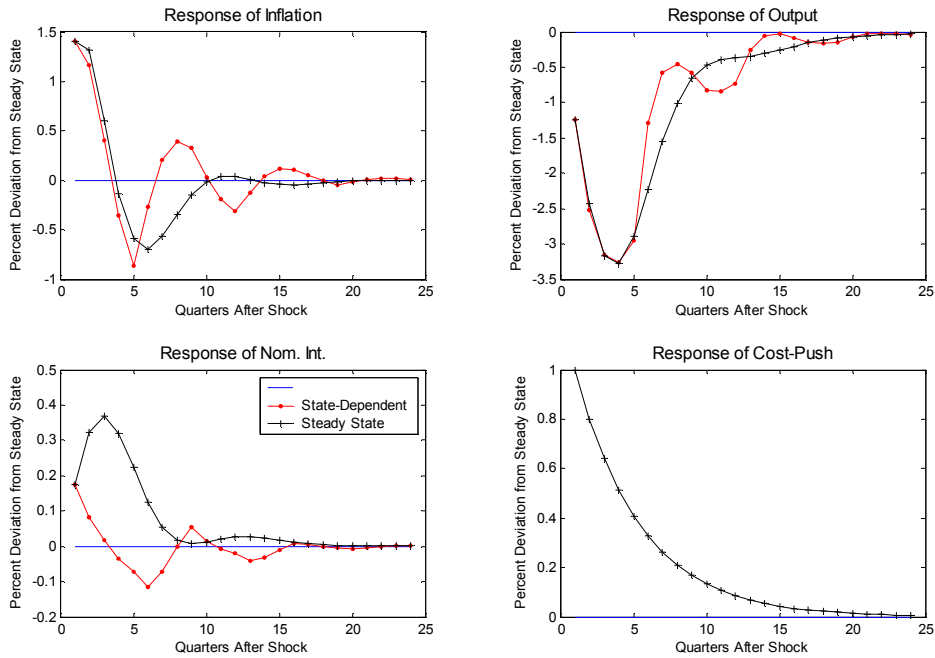 Response of Inflation
Percent Deviation from Steady State
1.5
1
0.5
0
-0.5
-1
0 5 10 15 20 25
Quarters After Shock
Response of Output
Percent Deviation from Steady State
0
-0.5
-1
-1.5
-2
-2.5
-3
-3.5
0 5 10 15 20 25
Quarters After Shock
Response of Nom. Int.
Percent Deviation from Steady State
0.5
0.4
0.3
0.2
0.1
0
-0.1
-0.2
0 5 10 15 20 25
Quarters After Shock
State-Dependent
Steady State
Response of Cost-Push
Percent Deviation from Steady State
1
0.8
0.6
0.4
0.2
0
0 5 10 15 20 25
Quarters After Shock